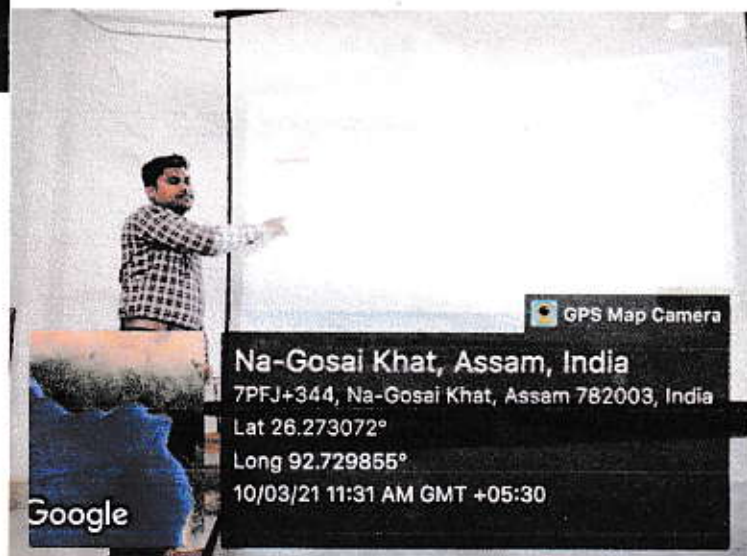 GPS Map Camera
Na-Gosai Khat, Assam, India
7PFJ+344, Na-Gosai Khat, Assam 782003, India
Lat 26.273072°
Long 92.729855°
10/03/21 11:31 AM GMT +05:30
Google